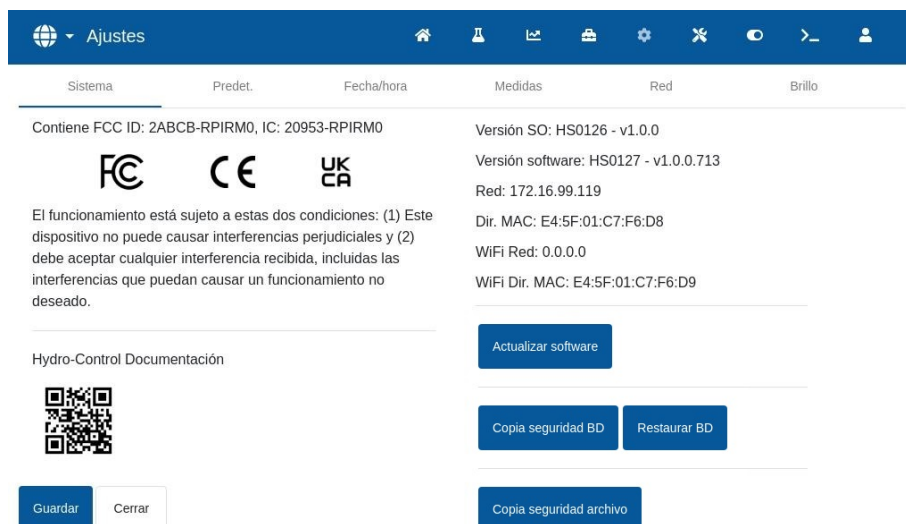 Ajustes
Sistema
Predet.
Fecha/hora
Medidas
Red
Brillo
Contiene FCC ID: 2ABCB-RPIRM0, IC: 20953-RPIRM0
FC CE UK
CA
El funcionamiento está sujeto a estas dos condiciones: (1) Este
dispositivo no puede causar interferencias perjudiciales y (2)
debe aceptar cualquier interferencia recibida, incluidas las
interferencias que puedan causar un funcionamiento no
deseado.
Hydro-Control Documentación
Guardar
Cerrar
Versión SO: HS0126 - v1.0.0
Versión software: HS0127 - v1.0.0.713
Red: 172.16.99.119
Dir. MAC: E4:5F:01:C7:F6:D8
WiFi Red: 0.0.0.0
WiFi Dir. MAC: E4:5F:01:C7:F6:D9
Actualizar software
Copia seguridad BD
Restaurar BD
Copia seguridad archivo